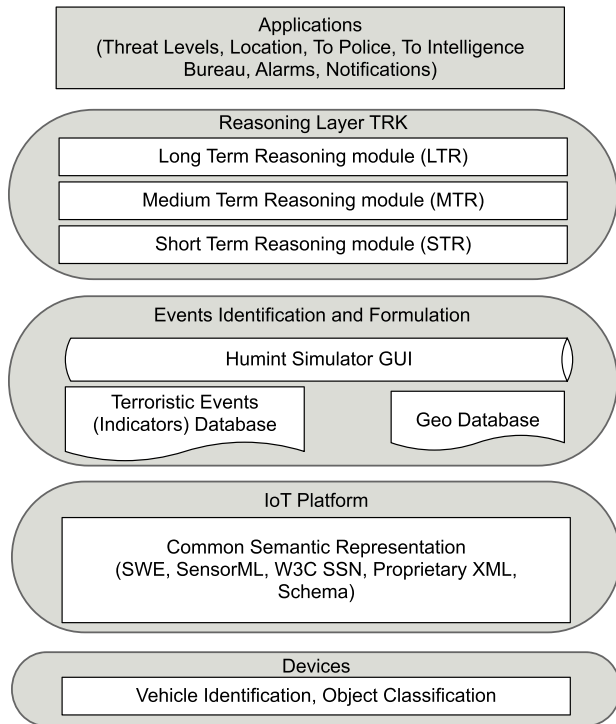 Applications
(Threat Levels, Location, To Police, To Intelligence
Bureau, Alarms, Notifications)
Reasoning Layer TRK
Long Term Reasoning module (LTR)
Medium Term Reasoning module (MTR)
Short Term Reasoning module (STR)
Events Identification and Formulation
Humint Simulator GUI
Terroristic Events
(Indicators) Database
Geo Database
IoT Platform
Common Semantic Representation
(SWE, SensorML, W3C SSN, Proprietary XML,
Schema)
Devices
Vehicle Identification, Object Classification